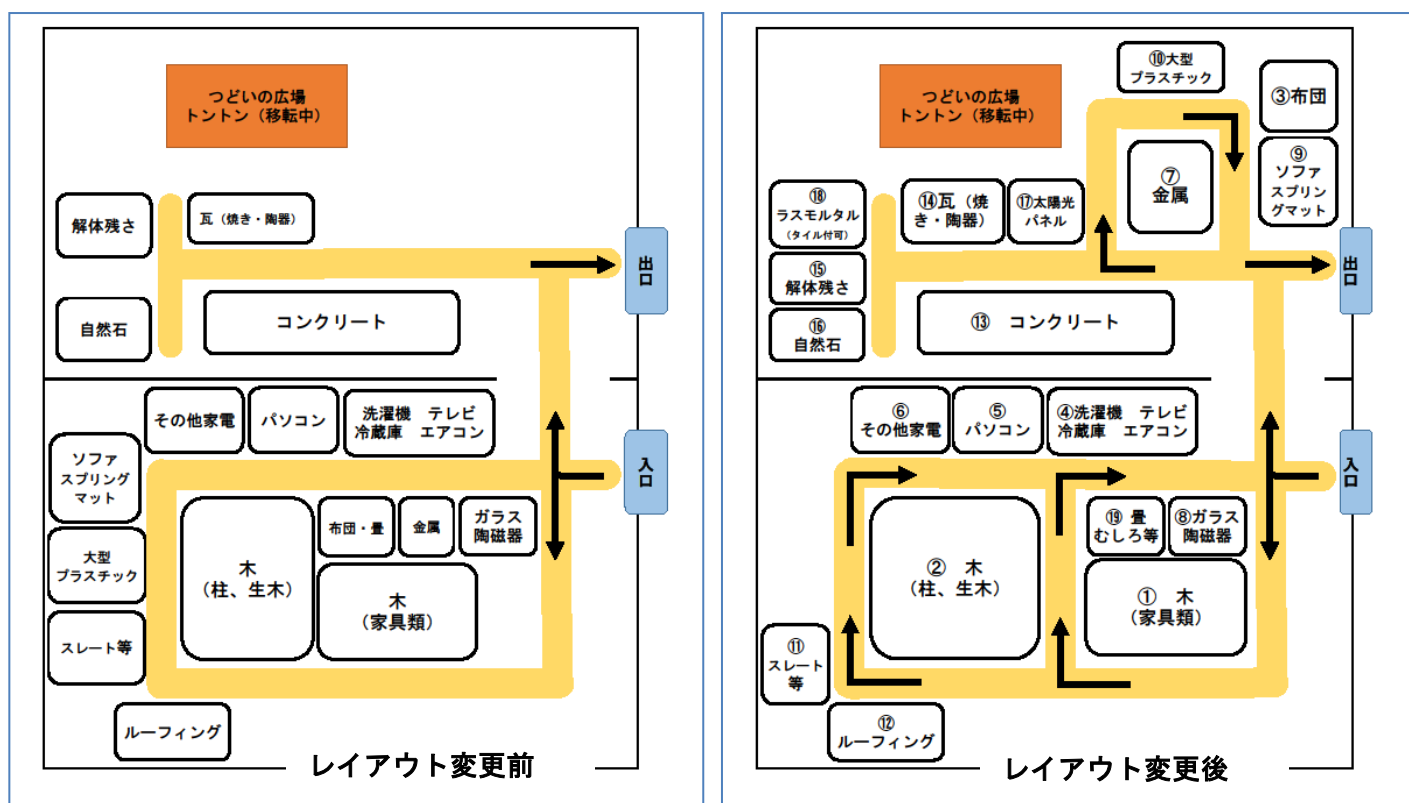 つどいの広場
トントン（移転中）
解体残さ
瓦（焼き・陶器）
出口
自然石
コンクリート
その他家電
パソコン
洗濯機　テレビ
冷蔵庫　エアコン
入口
ソファ
スプリング
マット
木
（柱、生木）
布団・畳
金属
ガラス
陶磁器
大型
プラスチック
木
（家具類）
スレート等
ルーフィング
レイアウト変更前
⑩大型
プラスチック
つどいの広場
トントン（移転中）
③布団
⑦
金属
⑨
ソファ
スプリン
グマット
⑱
ラスモルタル
（タイル付可）
⑭瓦（焼
き・陶器）
⑰太陽光
パネル
出口
⑮
解体残さ
⑯
自然石
⑬　コンクリート
⑥
その他家電
⑤
パソコン
④洗濯機　テレビ
冷蔵庫　エアコン
入口
②　木
（柱、生木）
⑲ 畳
むしろ等
⑧ガラス
陶磁器
①　木
（家具類）
⑪
スレート
等
⑫
ルーフィング
レイアウト変更後